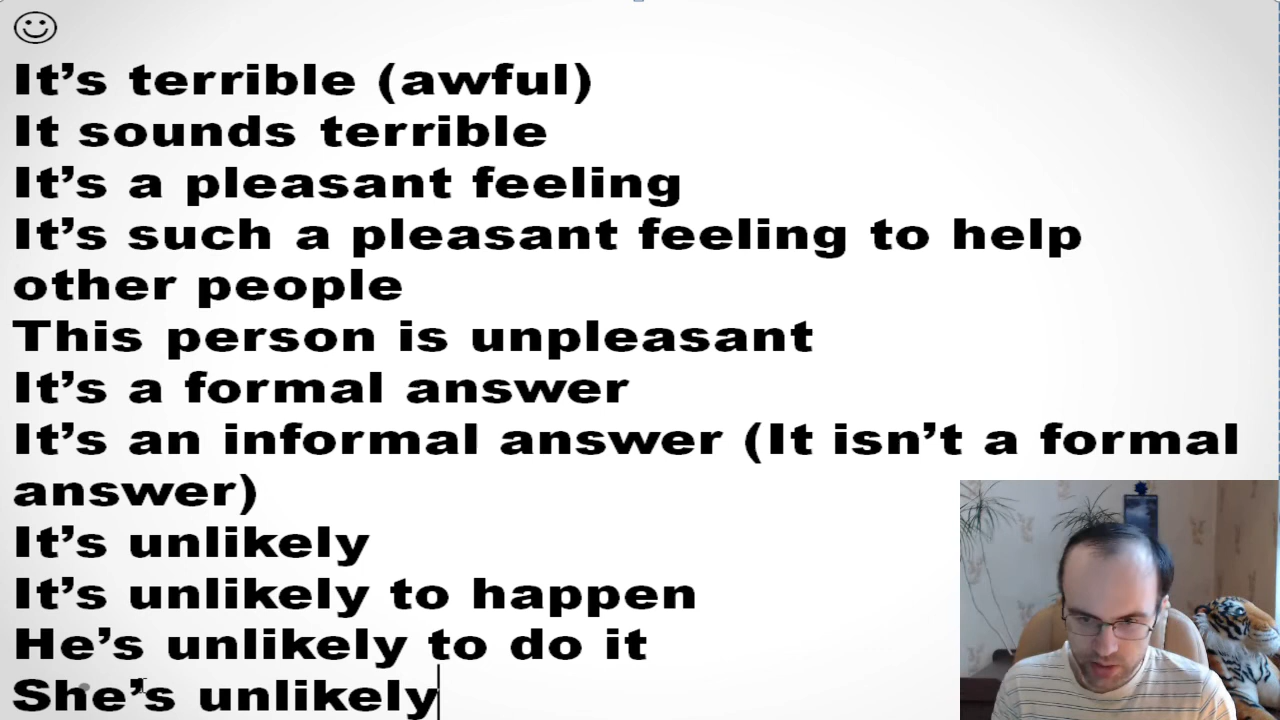 It’s terrible (awful)
It sounds terrible
It’s a pleasant feeling
It’s such a pleasant feeling to help
other people
This person is unpleasant
It’s a formal answer
It’s an informal answer (It isn’t a formal
answer)
It’s unlikely
It’s unlikely to happen
He’s unlikely to do it
She’s unlikely